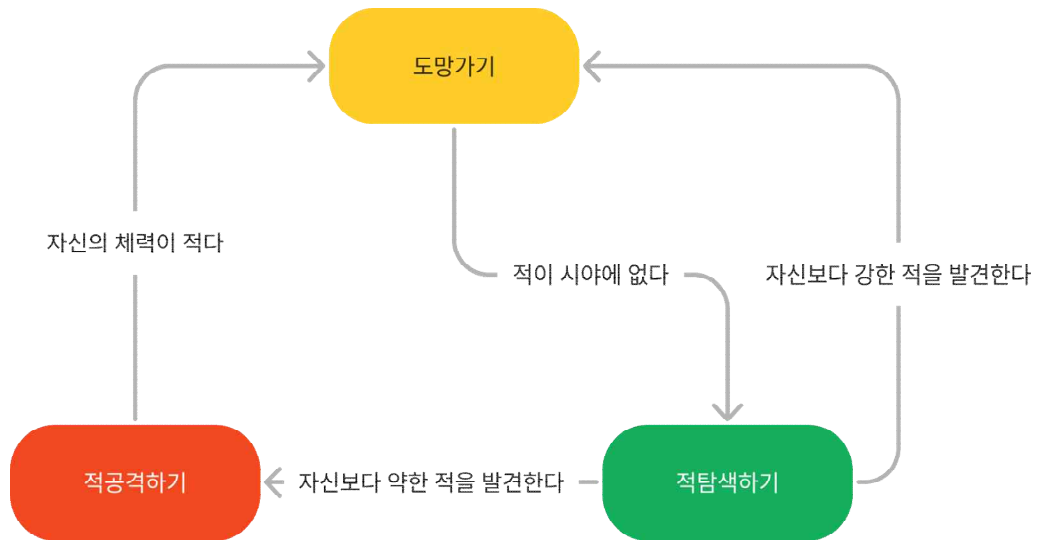 도망가기
자신의 체력이 적다
적이 시야에 없다
자신보다 강한 적을 발견한다
적공격하기
자신보다 약한 적을 발견한다
적탐색하기